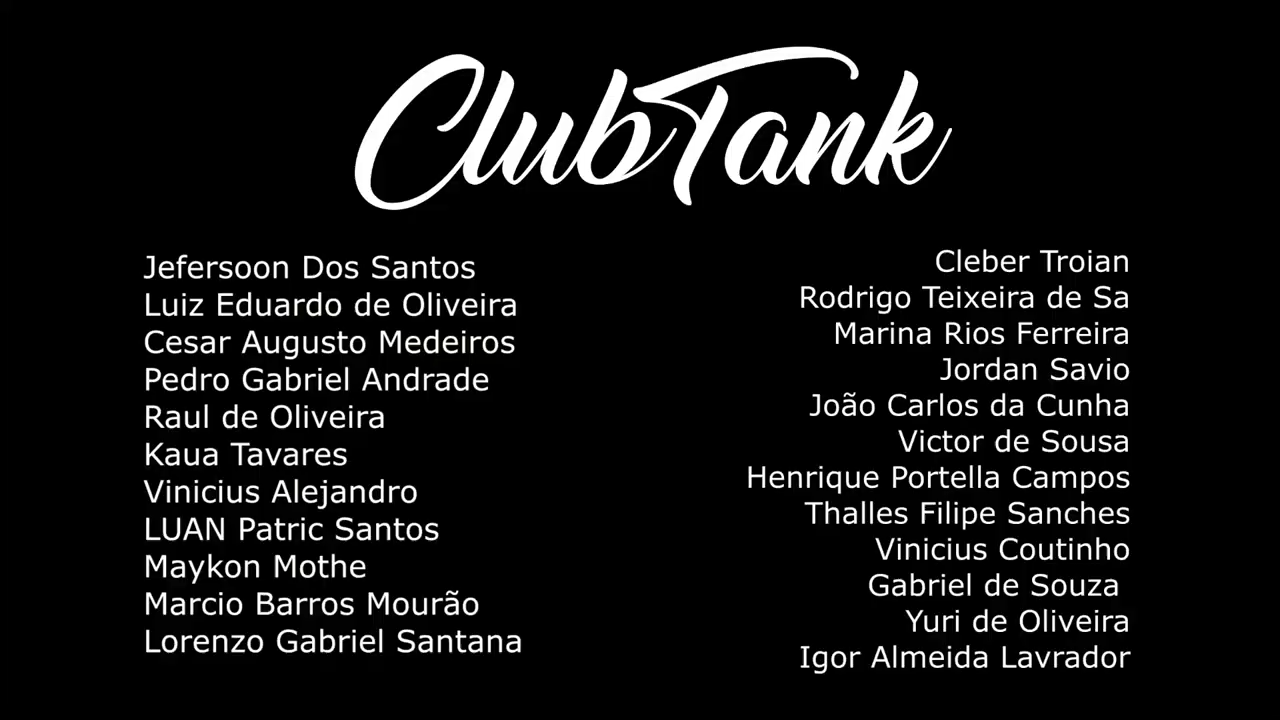 ClubTank
Jefersoon Dos Santos
Luiz Eduardo de Oliveira
Cesar Augusto Medeiros
Pedro Gabriel Andrade
Raul de Oliveira
Kaua Tavares
Vinicius Alejandro
LUAN Patric Santos
Maykon Mothe
Marcio Barros Mourão
Lorenzo Gabriel Santana
Cleber Troian
Rodrigo Teixeira de Sa
Marina Rios Ferreira
Jordan Savio
João Carlos da Cunha
Victor de Sousa
Henrique Portella Campos
Thalles Filipe Sanches
Vinicius Coutinho
Gabriel de Souza
Yuri de Oliveira
Igor Almeida Lavrador